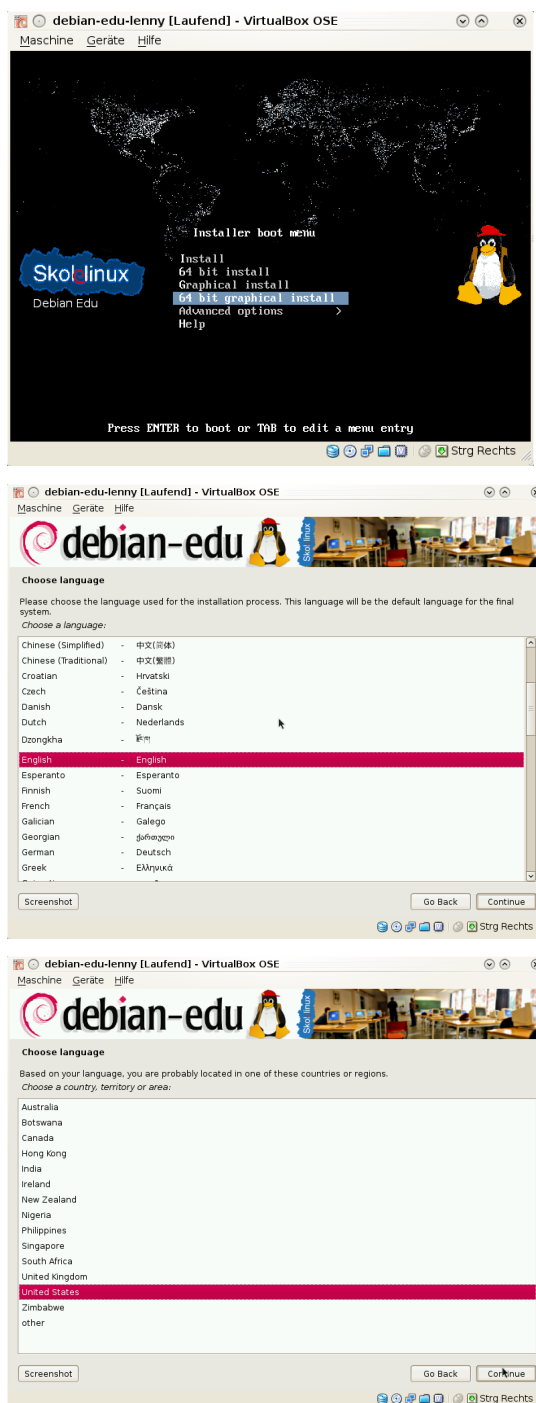 debian-edu-lenny [Laufend] - VirtualBox OSE
Maschine Geräte Hilfe
Installer boot menu
Install
64 bit install
Graphical install
64 bit graphical install
Advanced options >
Help
Skolelinux
Debian Edu
Press ENTER to boot or TAB to edit a menu entry
Strg Rechts
debian-edu-lenny [Laufend] - VirtualBox OSE
Maschine Geräte Hilfe
debian-edu
Skolelinux
Choose language
Please choose the language used for the installation process. This language will be the default language for the final
system.
Choose a language:
Chinese (Simplified) - 中文(简体)
Chinese (Traditional) - 中文(繁體)
Croatian - Hrvatski
Czech - Čeština
Danish - Dansk
Dutch - Nederlands
Dzongkha - རྫོང་ཁ།
English - English
Esperanto - Esperanto
Finnish - Suomi
French - Français
Galician - Galego
Georgian - ქართული
German - Deutsch
Greek - Ελληνικά
Screenshot Go Back Continue
Strg Rechts
debian-edu-lenny [Laufend] - VirtualBox OSE
Maschine Geräte Hilfe
debian-edu
Skolelinux
Choose language
Based on your language, you are probably located in one of these countries or regions.
Choose a country, territory or area:
Australia
Botswana
Canada
Hong Kong
India
Ireland
New Zealand
Nigeria
Philippines
Singapore
South Africa
United Kingdom
United States
Zimbabwe
other
Screenshot Go Back Continue
Strg Rechts